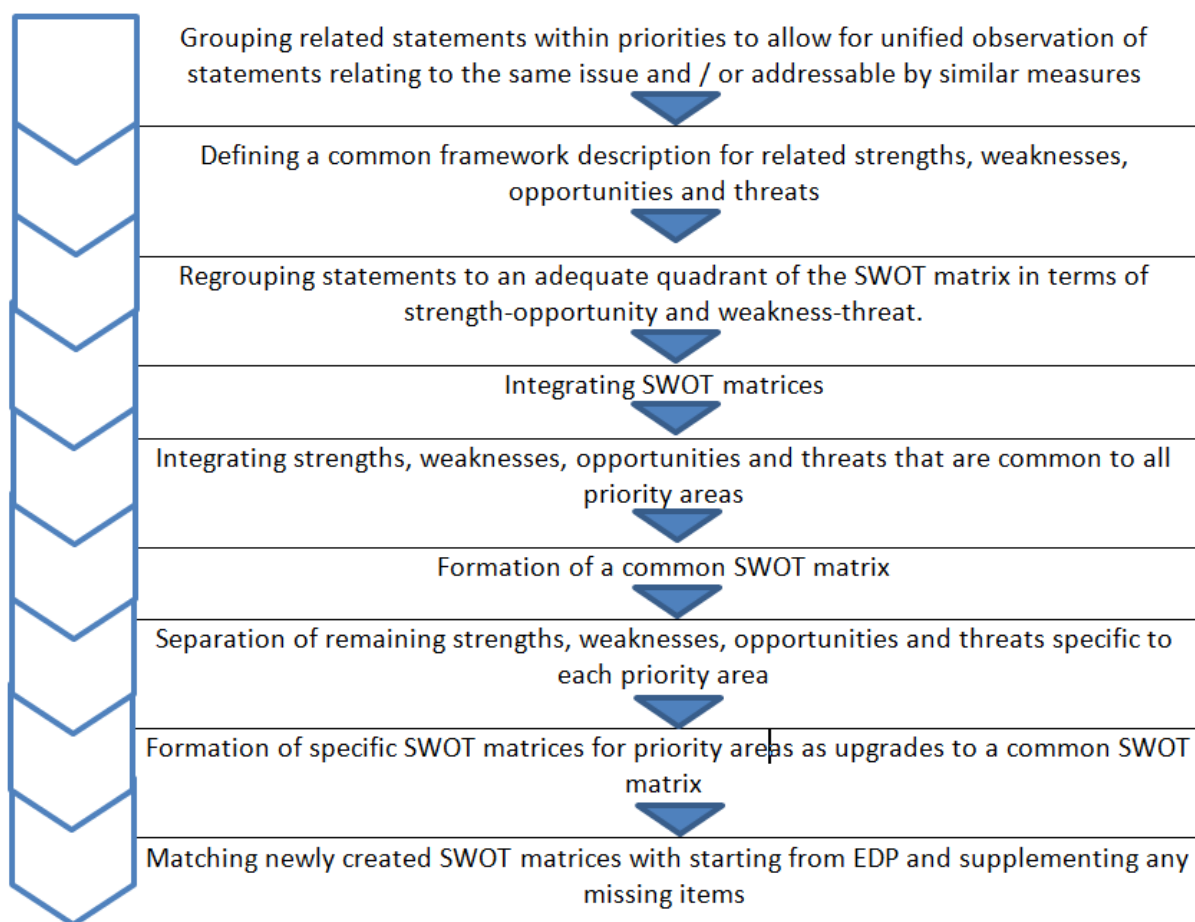 Grouping related statements within priorities to allow for unified observation of
statements relating to the same issue and / or addressable by similar measures
Defining a common framework description for related strengths, weaknesses,
opportunities and threats
Regrouping statements to an adequate quadrant of the SWOT matrix in terms of
strength-opportunity and weakness-threat.
Integrating SWOT matrices
Integrating strengths, weaknesses, opportunities and threats that are common to all
priority areas
Formation of a common SWOT matrix
Separation of remaining strengths, weaknesses, opportunities and threats specific to
each priority area
Formation of specific SWOT matrices for priority areas as upgrades to a common SWOT
matrix
Matching newly created SWOT matrices with starting from EDP and supplementing any
missing items